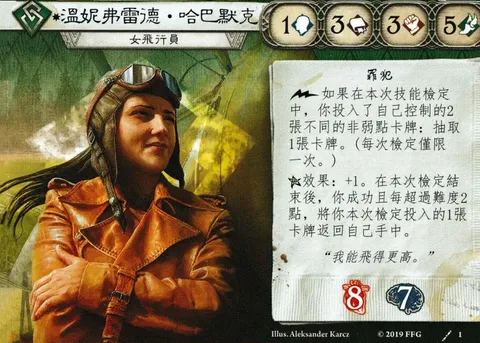 ✶溫妮弗雷德·哈巴默克
1 3 3 5
女飛行員
罪犯
如果在本次技能檢定
中,你投入了自己控制的2
張不同的非弱點卡牌:抽取
1張卡牌。(每次檢定僅限
一次。)
效果:+1。在本次檢定結
束後,你成功且每超過難度2
點,將你本次檢定投入的1張
卡牌返回自己手中。
“我能飛得更高。”
8 7
Illus. Aleksander Karcz © 2019 FFG 1